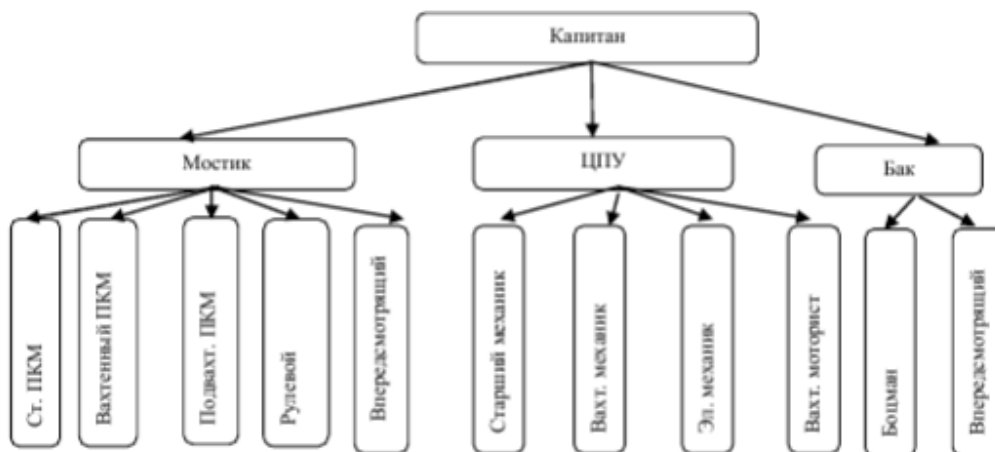 Капитан
Мостик
ЦПУ
Бак
Ст. ПКМ
Вахтенный ПКМ
Подвахт. ПКМ
Рулевой
Впередсмотрящий
Старший механик
Вахт. механик
Эл. механик
Вахт. моторист
Боцман
Впередсмотрящий